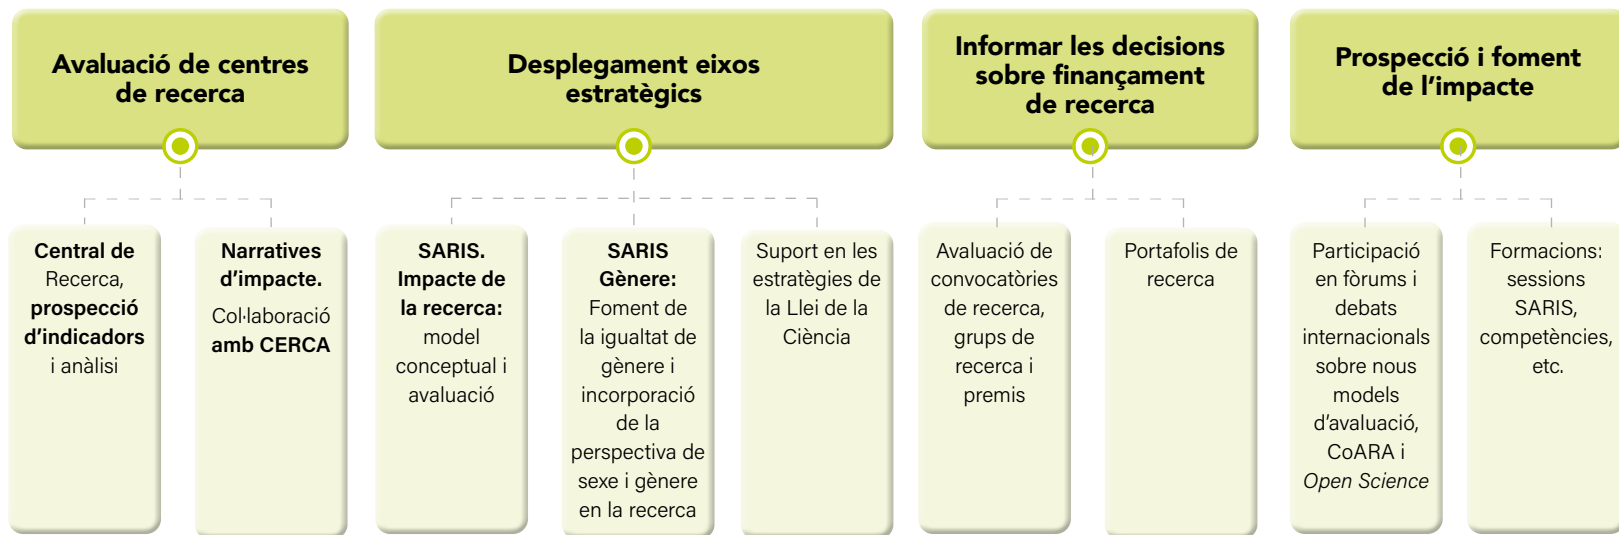 Avaluació de centres
de recerca
Central de
Recerca,
prospecció
d'indicadors
i anàlisi
Narratives
d'impacte.
Col·laboració
amb CERCA
Desplegament eixos
estratègics
SARIS.
Impacte de
la recerca:
model
conceptual i
avaluació
SARIS
Gènere:
Foment de
la igualtat de
gènere i
incorporació
de la
perspectiva de
sexe i gènere
en la recerca
Suport en les
estratègies de
la Llei de la
Ciència
Informar les decisions
sobre finançament
de recerca
Avaluació de
convocatòries
de recerca,
grups de
recerca i
premis
Portafolis de
recerca
Prospecció i foment
de l'impacte
Participació
en fòrums i
debats
internacionals
sobre nous
models
d'avaluació,
CoARA i
Open Science
Formacions:
sessions
SARIS,
competències,
etc.